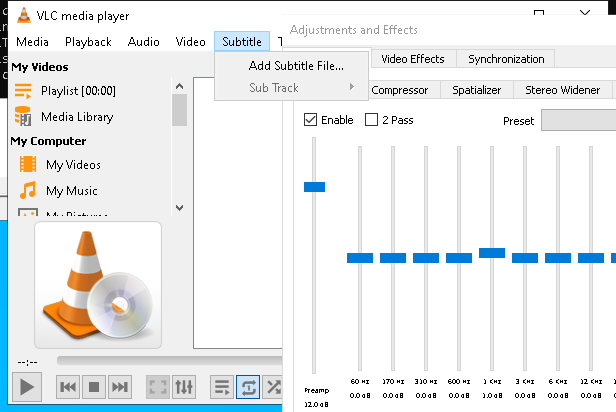 VLC media player
Adjustments and Effects
Media Playback Audio Video Subtitle
Add Subtitle File...
Sub Track
Video Effects Synchronization
Compressor Spatializer Stereo Widener
Enable 2 Pass Preset
My Videos
Playlist [00:00]
Media Library
My Computer
My Videos
My Music
My Pictures
--:--
60 Hz 170 Hz 310 Hz 600 Hz 1 KHz 3 KHz 6 KHz 12 KHz
Preamp
12.0 dB 0.0 dB 0.0 dB 0.0 dB 0.0 dB 1.0 dB 0.0 dB 0.0 dB